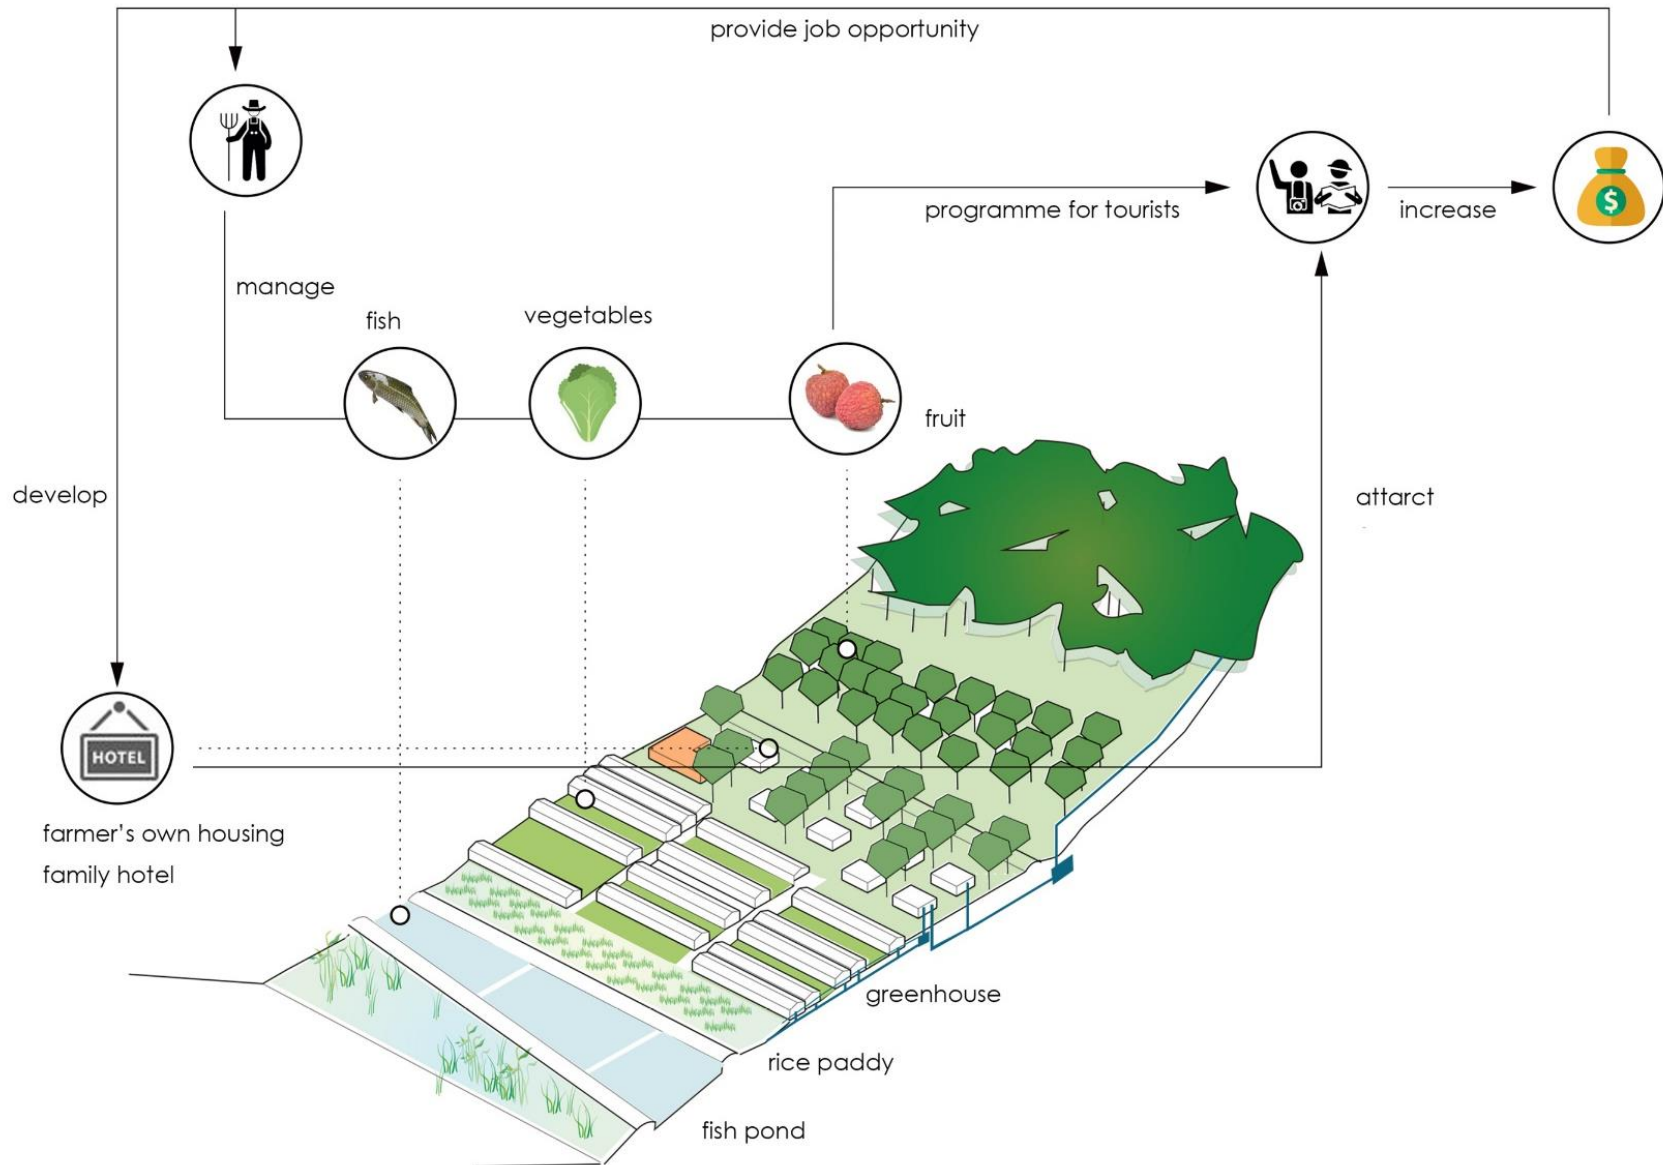 provide job opportunity
programme for tourists
increase
manage
fish
vegetables
fruit
develop
attarct
HOTEL
farmer's own housing
family hotel
greenhouse
rice paddy
fish pond
$